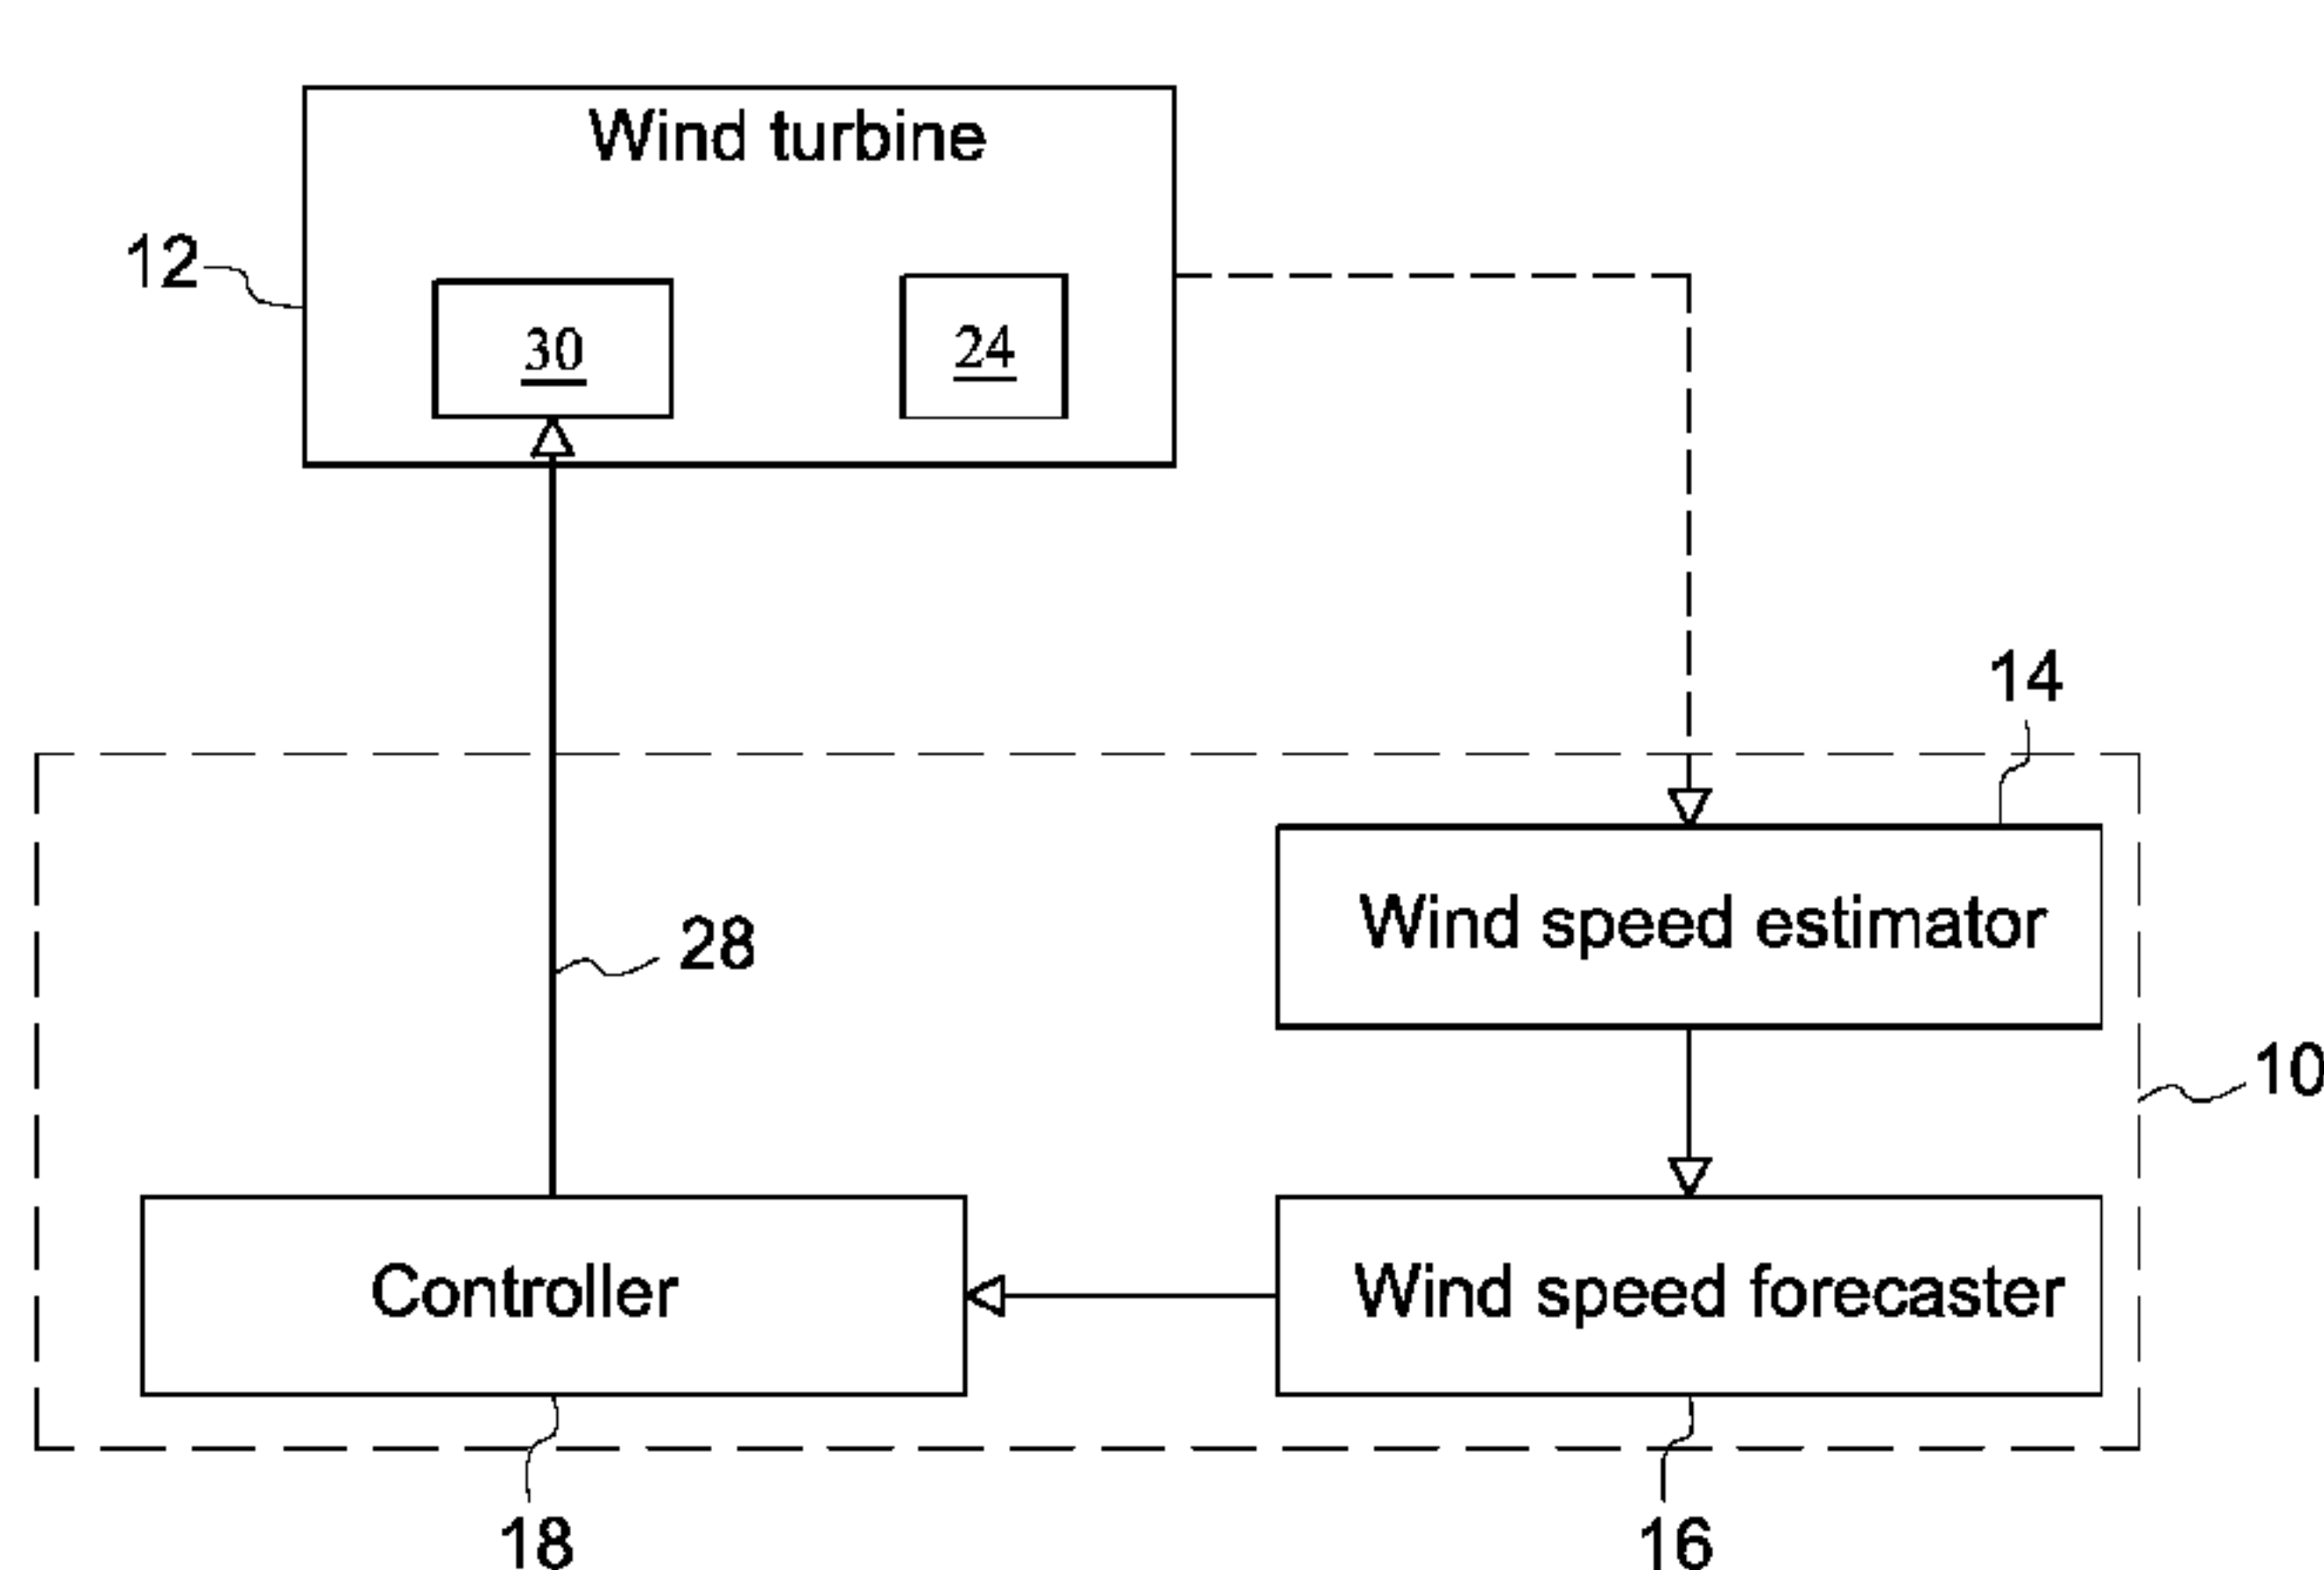 Wind turbine
12
30
24
14
Wind speed estimator
28
10
Controller
Wind speed forecaster
18
16